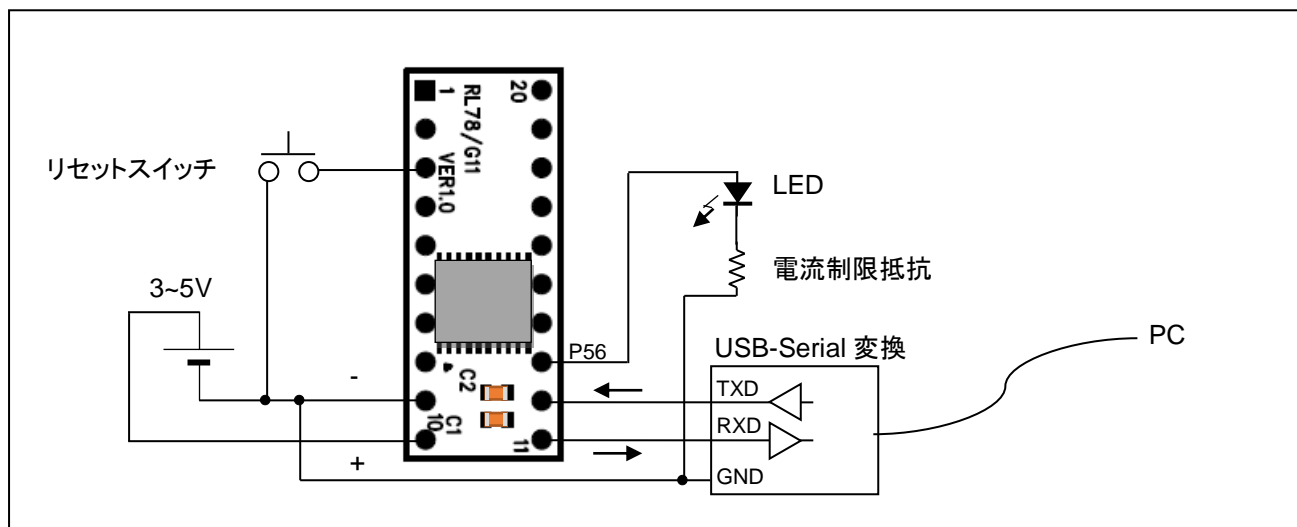 1
20
RL78/G11
VER1.0
リセットスイッチ
LED
電流制限抵抗
3~5V
P56
USB-Serial 変換
PC
TXD
RXD
GND
-
+
C2
C1
10
11